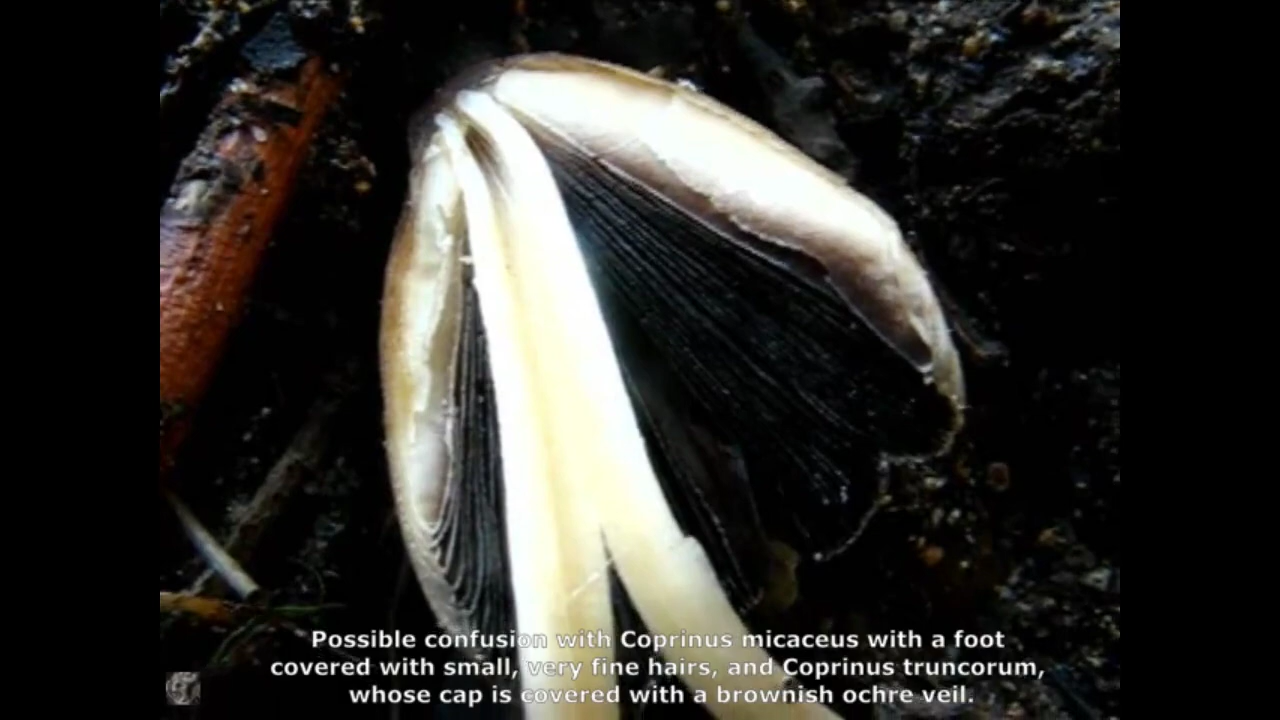 Possible confusion with Coprinus micaceus with a foot
covered with small, very fine hairs, and Coprinus truncorum,
whose cap is covered with a brownish ochre veil.